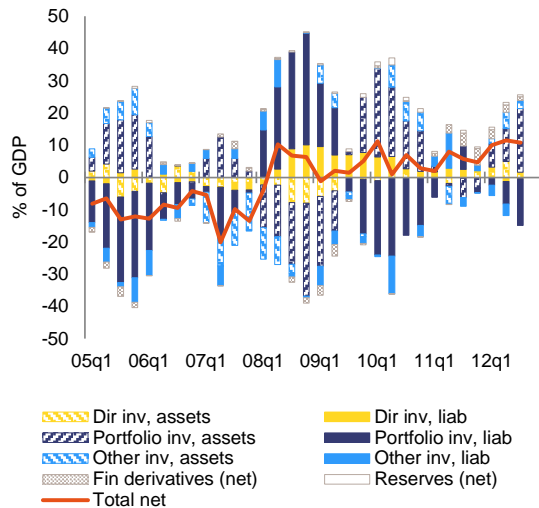 % of GDP
50
40
30
20
10
0
-10
-20
-30
-40
-50
05q1 06q1 07q1 08q1 09q1 10q1 11q1 12q1
Dir inv, assets Dir inv, liab
Portfolio inv, assets Portfolio inv, liab
Other inv, assets Other inv, liab
Fin derivatives (net) Reserves (net)
Total net